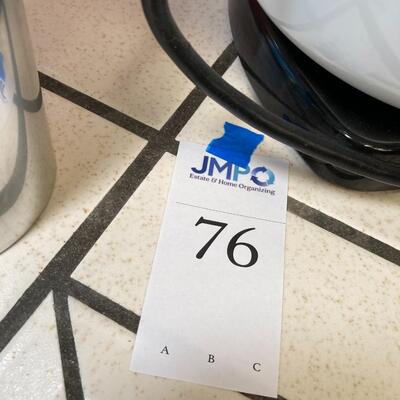 JMPO
Estate & Home Organizing
76
A B C